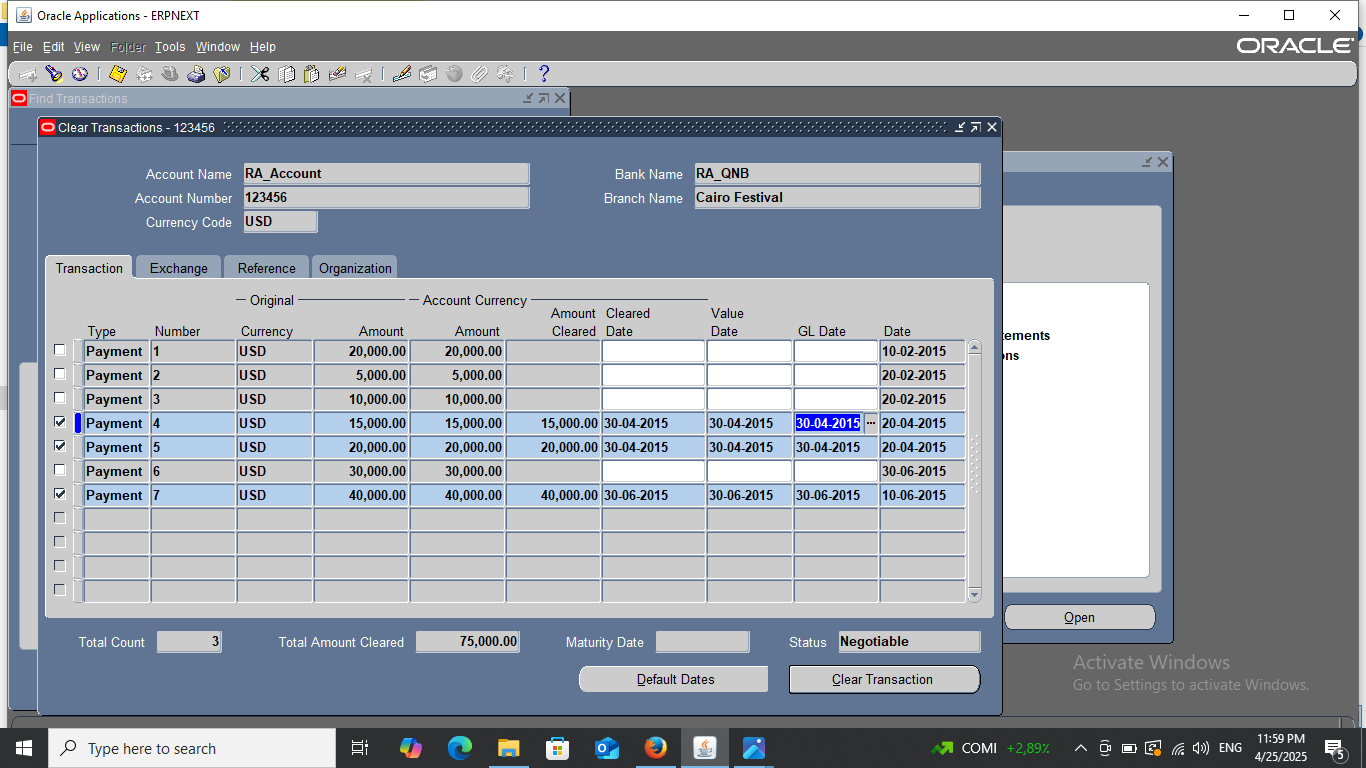 Oracle Applications - ERPNEXT
File Edit View Folder Tools Window Help
ORACLE
Find Transactions
Clear Transactions - 123456
Account Name RA_Account Bank Name RA_QNB
Account Number 123456 Branch Name Cairo Festival
Currency Code USD
Transaction Exchange Reference Organization
Original Account Currency
Amount Cleared Value
Type Number Currency Amount Amount Cleared Date Date GL Date Date
Payment 1 USD 20,000.00 20,000.00 10-02-2015
Payment 2 USD 5,000.00 5,000.00 20-02-2015
Payment 3 USD 10,000.00 10,000.00 20-02-2015
Payment 4 USD 15,000.00 15,000.00 15,000.00 30-04-2015 30-04-2015 30-04-2015 ... 20-04-2015
Payment 5 USD 20,000.00 20,000.00 20,000.00 30-04-2015 30-04-2015 30-04-2015 20-04-2015
Payment 6 USD 30,000.00 30,000.00 30-06-2015
Payment 7 USD 40,000.00 40,000.00 40,000.00 30-06-2015 30-06-2015 30-06-2015 10-06-2015
Total Count 3 Total Amount Cleared 75,000.00 Maturity Date Status Negotiable
Default Dates Clear Transaction
tements
ns
Open
Activate Windows
Go to Settings to activate Windows.
Type here to search
COMI +2,89%
ENG
11:59 PM
4/25/2025
5